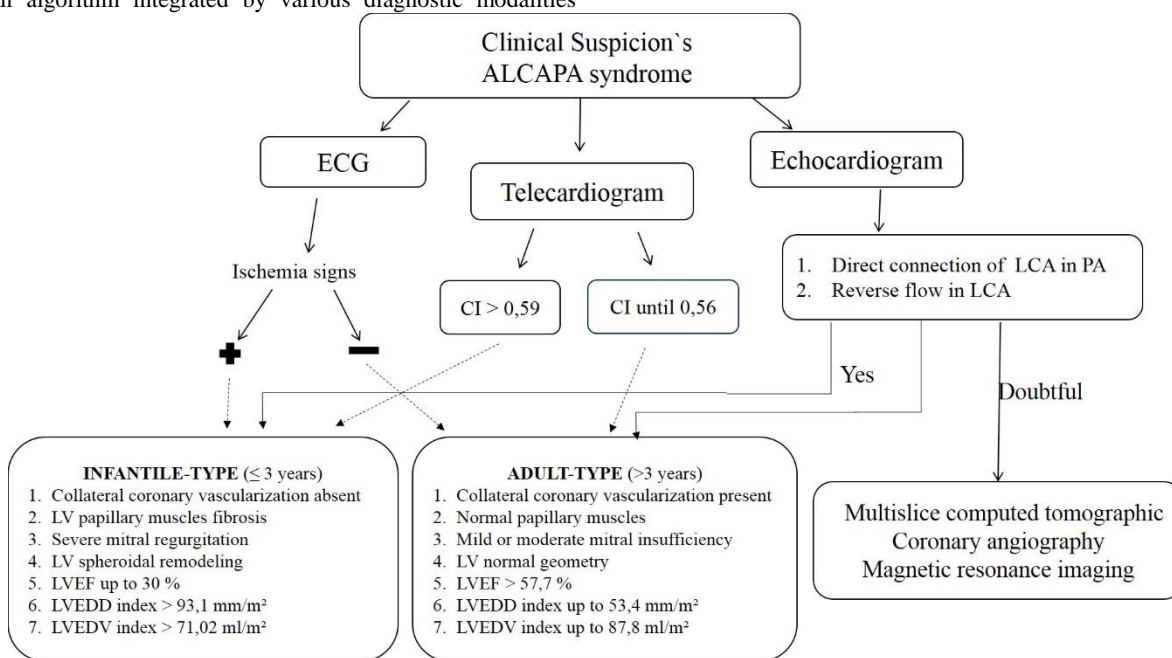 algorithm integrated by various diagnostic modalities
Clinical Suspicion`s
ALCAPA syndrome
ECG
Telecardiogram
Echocardiogram
Ischemia signs
CI > 0,59
CI until 0,56
1. Direct connection of LCA in PA
2. Reverse flow in LCA
Yes
Doubtful
INFANTILE-TYPE (≤ 3 years)
1. Collateral coronary vascularization absent
2. LV papillary muscles fibrosis
3. Severe mitral regurgitation
4. LV spheroidal remodeling
5. LVEF up to 30 %
6. LVEDD index > 93,1 mm/m²
7. LVEDV index > 71,02 ml/m²
ADULT-TYPE (>3 years)
1. Collateral coronary vascularization present
2. Normal papillary muscles
3. Mild or moderate mitral insufficiency
4. LV normal geometry
5. LVEF > 57,7 %
6. LVEDD index up to 53,4 mm/m²
7. LVEDV index up to 87,8 ml/m²
Multislice computed tomographic
Coronary angiography
Magnetic resonance imaging